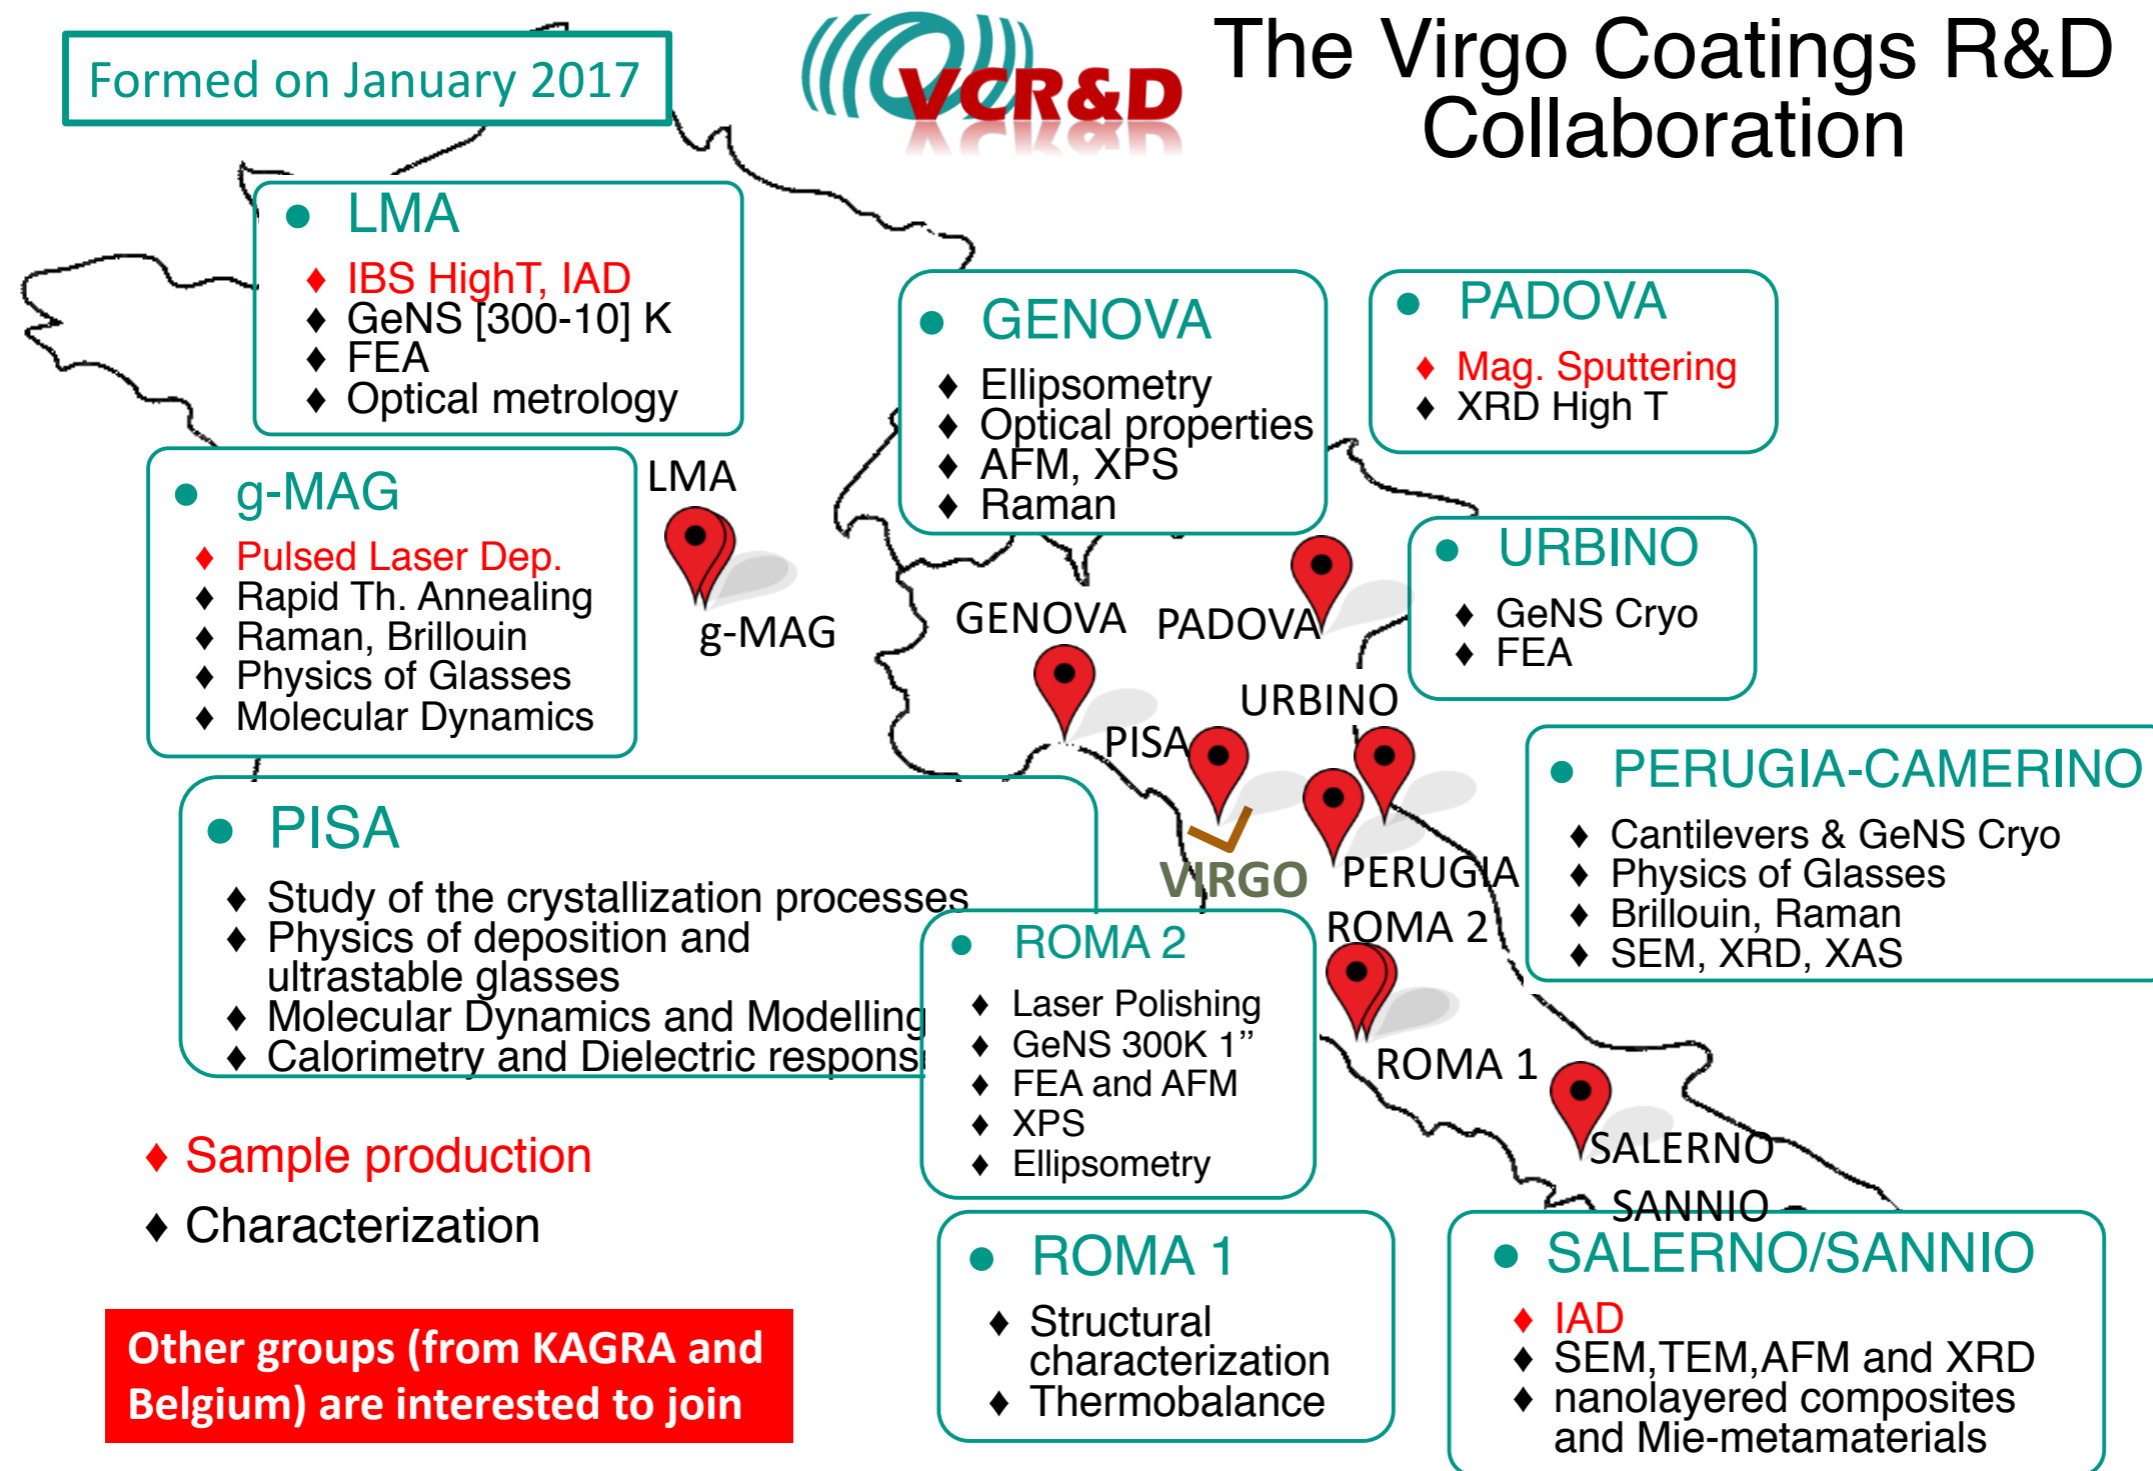 Formed on January 2017
VCR&D
The Virgo Coatings R&D
Collaboration
• LMA
♦ IBS HighT, IAD
♦ GeNS [300-10] K
♦ FEA
♦ Optical metrology
• GENOVA
♦ Ellipsometry
♦ Optical properties
♦ AFM, XPS
♦ Raman
• PADOVA
♦ Mag. Sputtering
♦ XRD High T
• g-MAG
♦ Pulsed Laser Dep.
♦ Rapid Th. Annealing
♦ Raman, Brillouin
♦ Physics of Glasses
♦ Molecular Dynamics
LMA
g-MAG
• URBINO
♦ GeNS Cryo
♦ FEA
GENOVA
PADOVA
URBINO
PISA
VIRGO
PERUGIA
ROMA 2
ROMA 1
SALERNO
SANNIO
• PERUGIA-CAMERINO
♦ Cantilevers & GeNS Cryo
♦ Physics of Glasses
♦ Brillouin, Raman
♦ SEM, XRD, XAS
• PISA
♦ Study of the crystallization processes
♦ Physics of deposition and
ultrastable glasses
♦ Molecular Dynamics and Modelling
♦ Calorimetry and Dielectric respons
• ROMA 2
♦ Laser Polishing
♦ GeNS 300K 1’’
♦ FEA and AFM
♦ XPS
♦ Ellipsometry
♦ Sample production
♦ Characterization
• ROMA 1
♦ Structural
characterization
♦ Thermobalance
• SALERNO/SANNIO
♦ IAD
♦ SEM,TEM,AFM and XRD
♦ nanolayered composites
and Mie-metamaterials
Other groups (from KAGRA and
Belgium) are interested to join